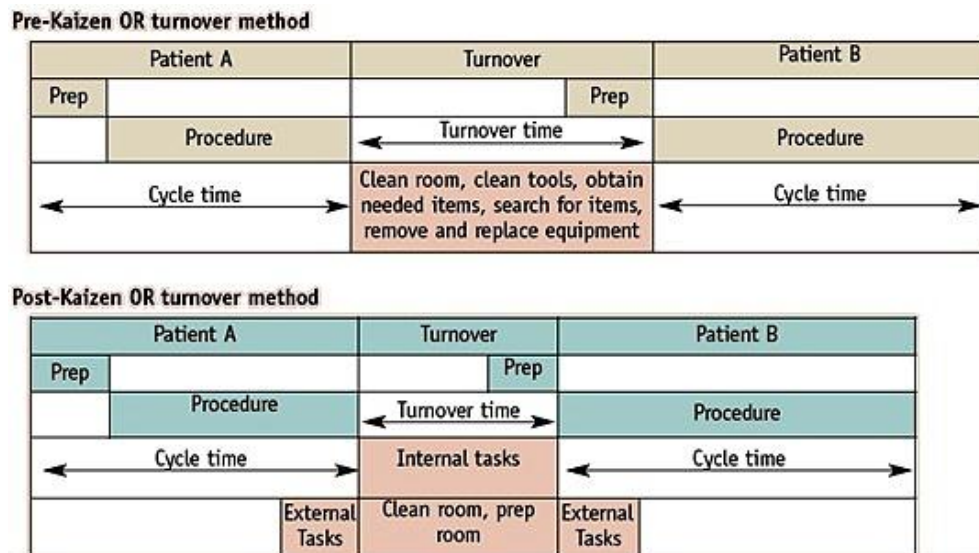 Pre-Kaizen OR turnover method
Patient A
Turnover
Patient B
Prep
Prep
Procedure
Turnover time
Procedure
Cycle time
Clean room, clean tools, obtain
needed items, search for items,
remove and replace equipment
Cycle time
Post-Kaizen OR turnover method
Patient A
Turnover
Patient B
Prep
Prep
Procedure
Turnover time
Procedure
Cycle time
Internal tasks
Cycle time
External
Tasks
Clean room, prep
room
External
Tasks